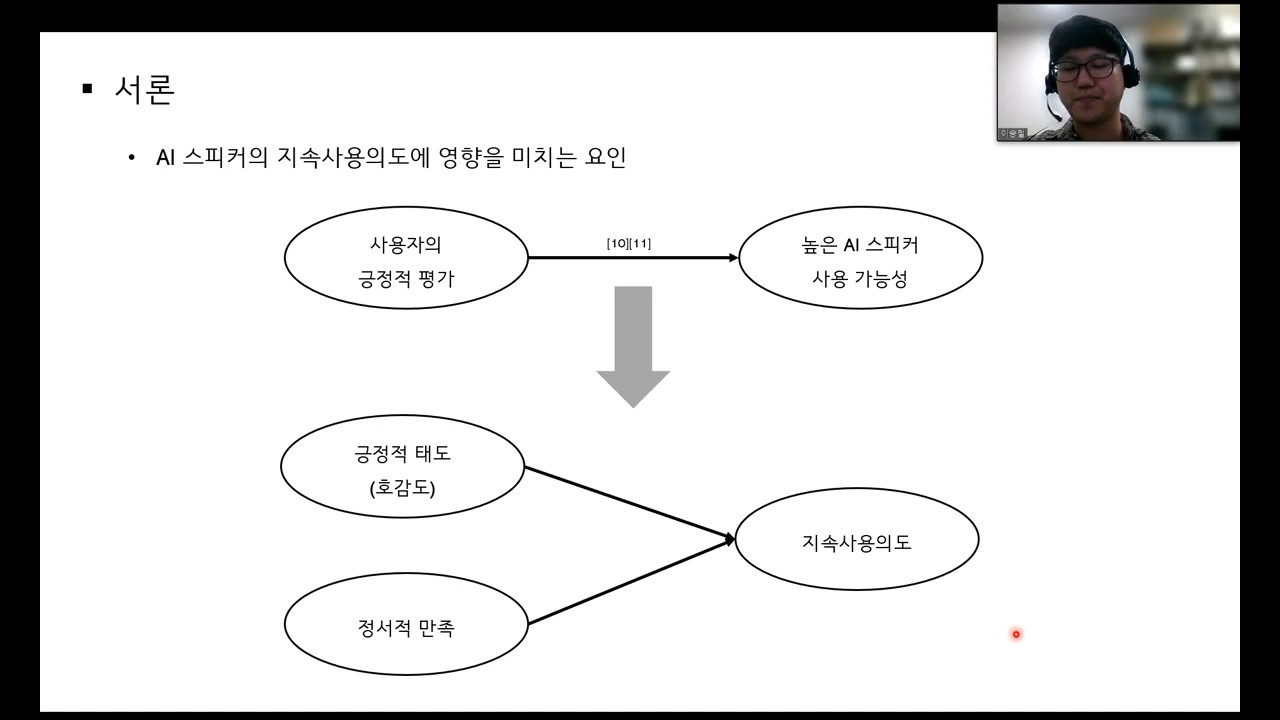 ■ 서론
이승철
• AI 스피커의 지속사용의도에 영향을 미치는 요인
사용자의
긍정적 평가
[10][11]
높은 AI 스피커
사용 가능성
긍정적 태도
(호감도)
지속사용의도
정서적 만족